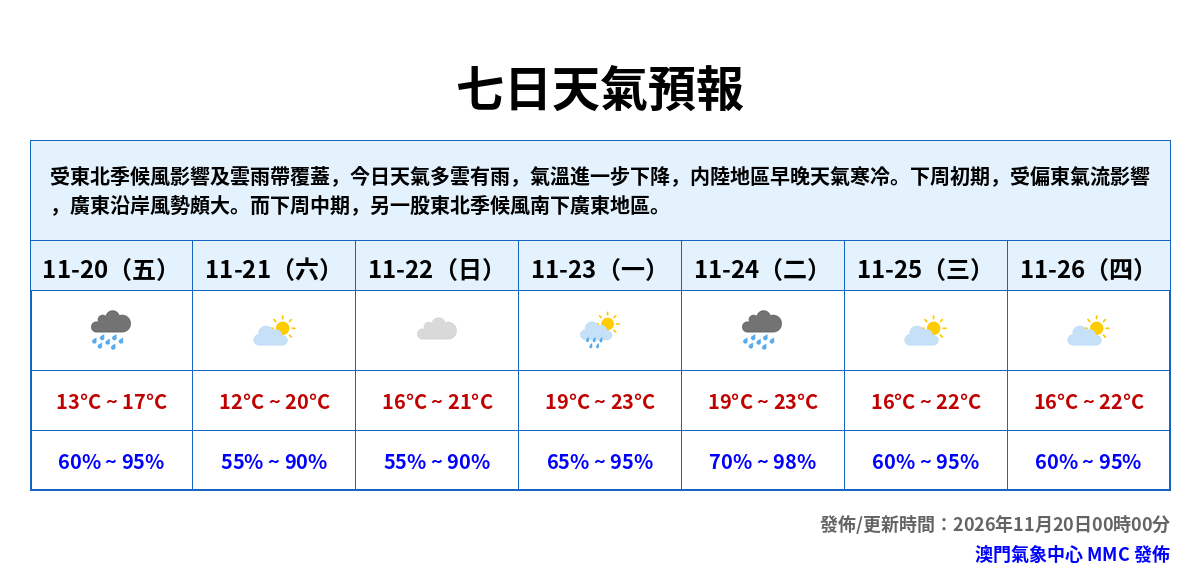 七日天氣預報
受東北季候風影響及雲雨帶覆蓋，今日天氣多雲有雨，氣溫進一步下降，內陸地區早晚天氣寒冷。下周初期，受偏東氣流影響
，廣東沿岸風勢頗大。而下周中期，另一股東北季候風南下廣東地區。
11-20（五） 11-21（六） 11-22（日） 11-23（一） 11-24（二） 11-25（三） 11-26（四）
13°C ~ 17°C 12°C ~ 20°C 16°C ~ 21°C 19°C ~ 23°C 19°C ~ 23°C 16°C ~ 22°C 16°C ~ 22°C
60% ~ 95% 55% ~ 90% 55% ~ 90% 65% ~ 95% 70% ~ 98% 60% ~ 95% 60% ~ 95%
發佈/更新時間：2026年11月20日00時00分
澳門氣象中心 MMC 發佈